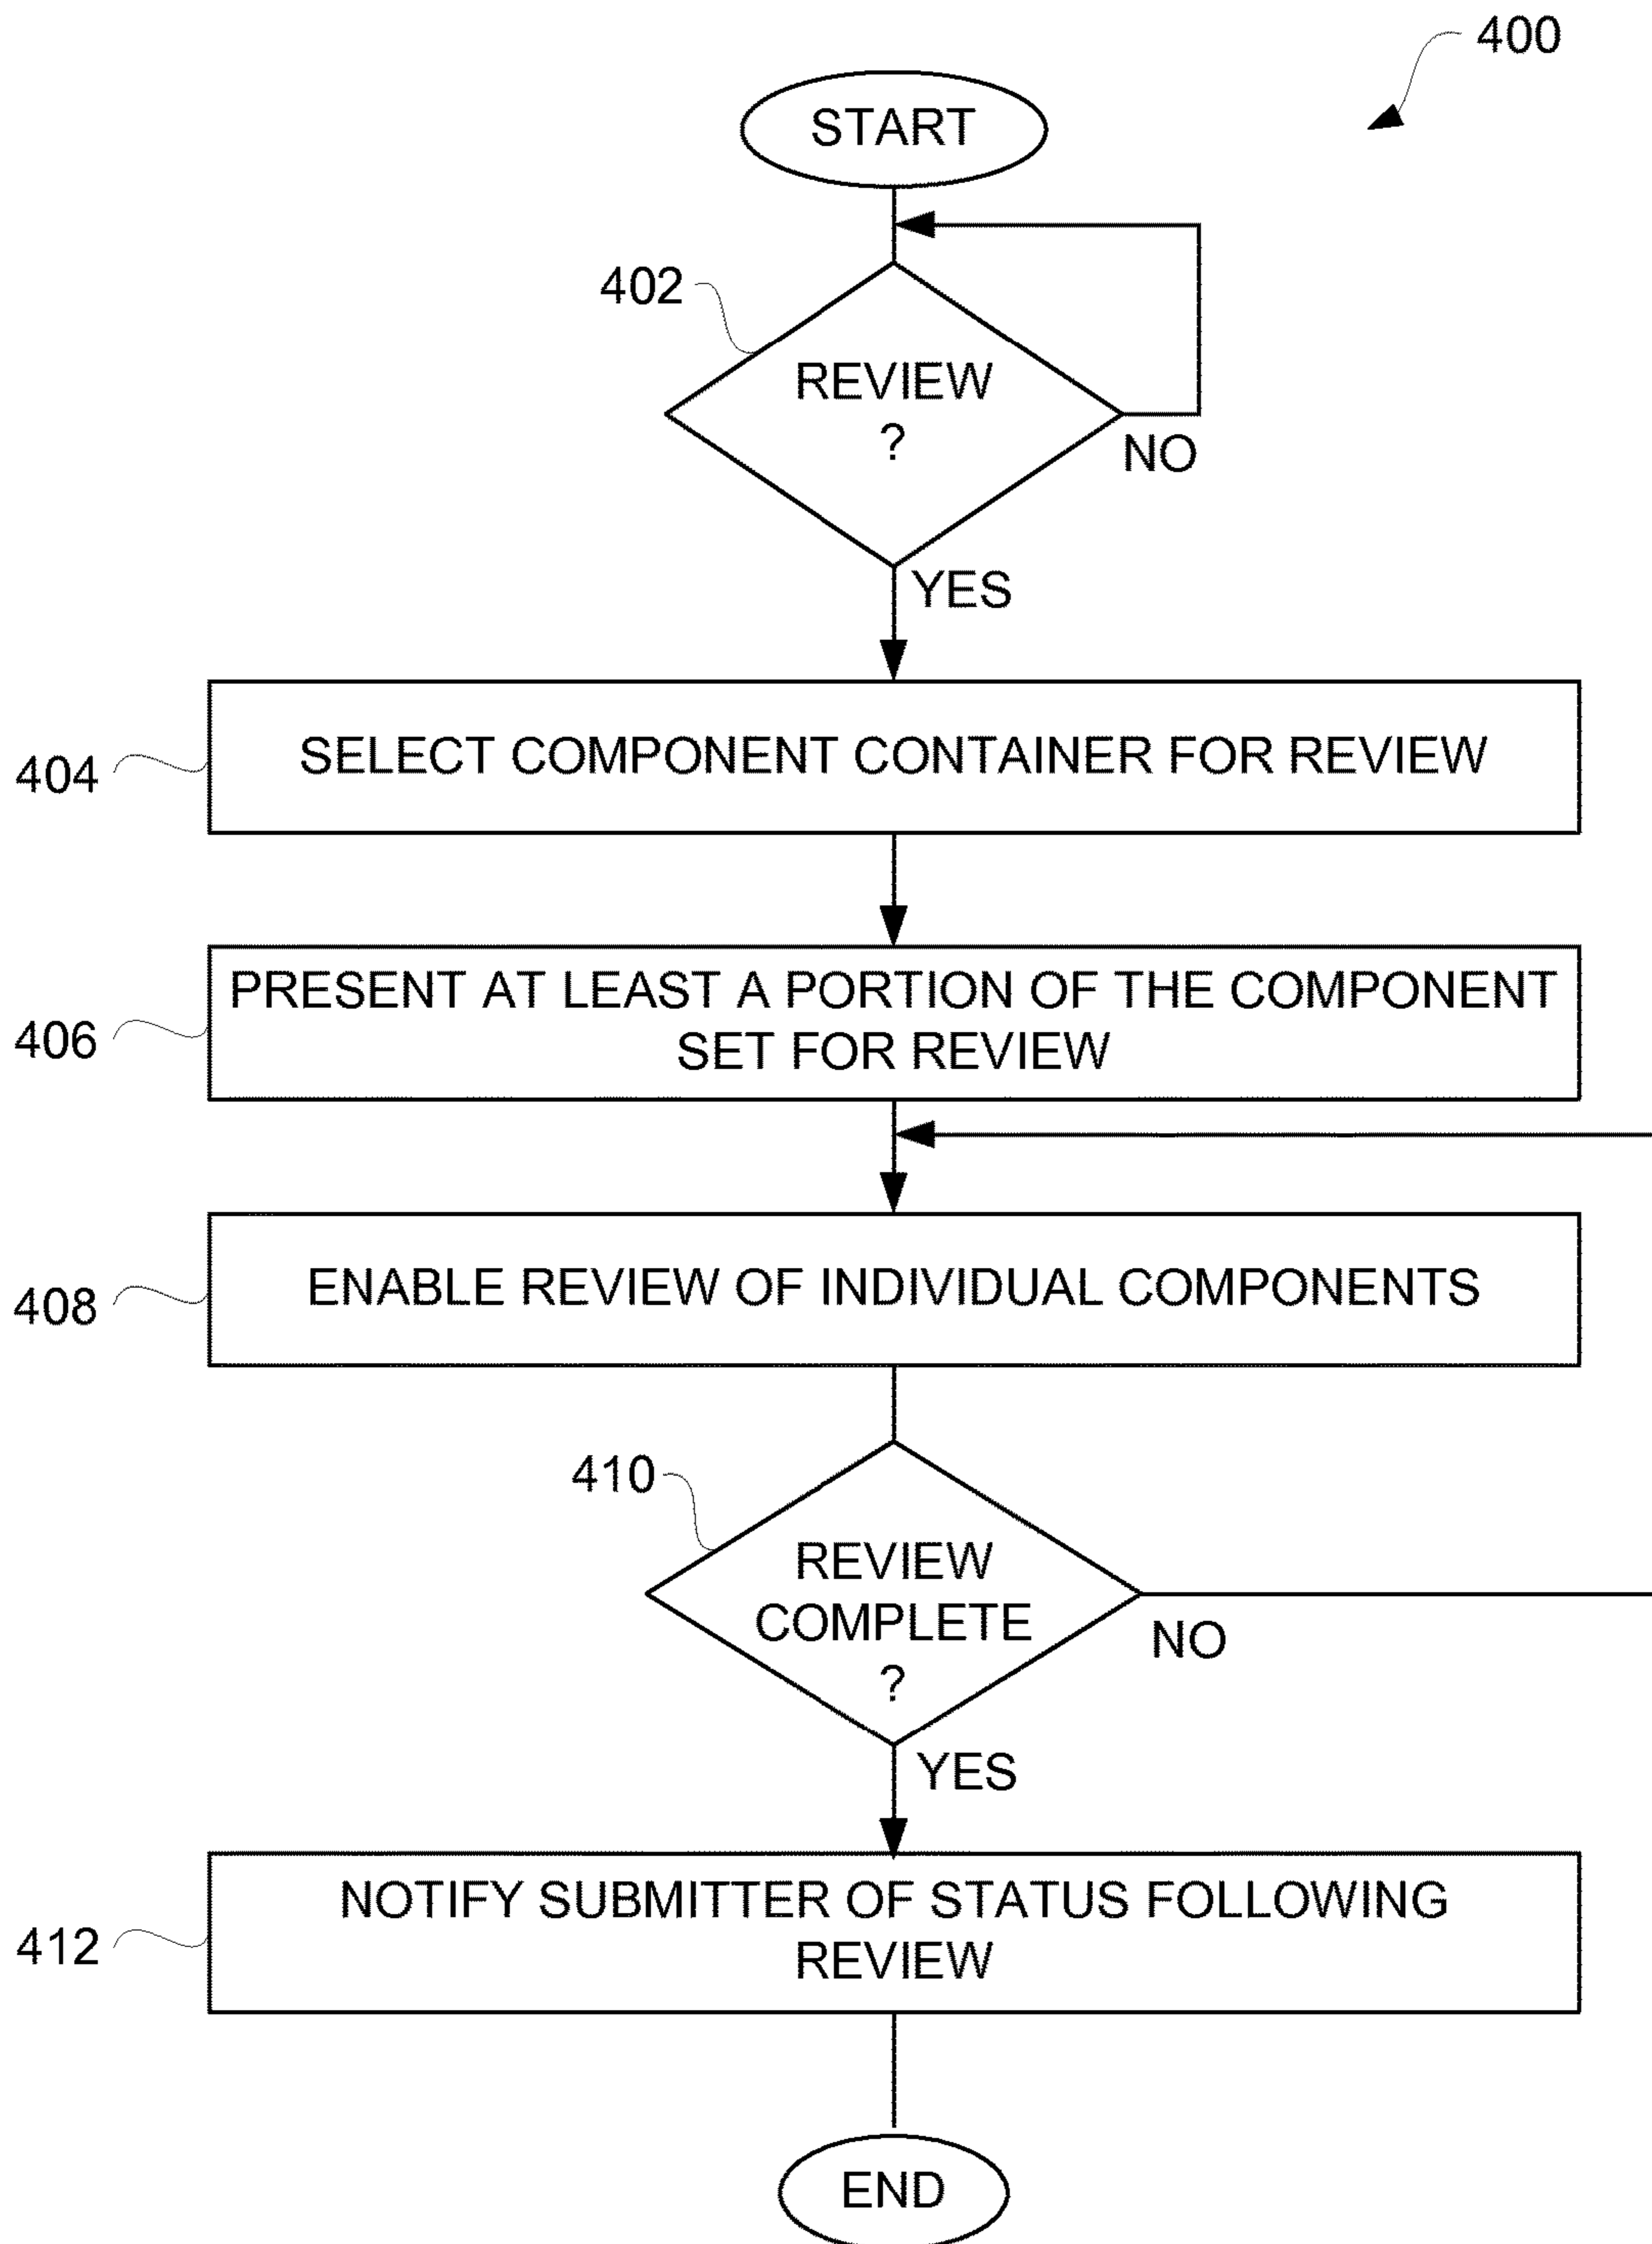 400
START
402
REVIEW
?
NO
YES
404
SELECT COMPONENT CONTAINER FOR REVIEW
406
PRESENT AT LEAST A PORTION OF THE COMPONENT
SET FOR REVIEW
408
ENABLE REVIEW OF INDIVIDUAL COMPONENTS
410
REVIEW
COMPLETE
?
NO
YES
412
NOTIFY SUBMITTER OF STATUS FOLLOWING
REVIEW
END